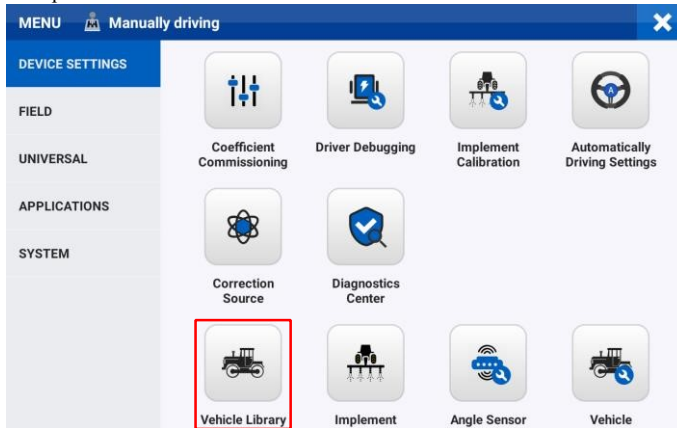 MENU Manually driving
DEVICE SETTINGS
FIELD
UNIVERSAL
APPLICATIONS
SYSTEM
Coefficient
Commissioning
Driver Debugging
Implement
Calibration
Automatically
Driving Settings
A
Correction
Source
Diagnostics
Center
Vehicle Library
Implement
Angle Sensor
Vehicle